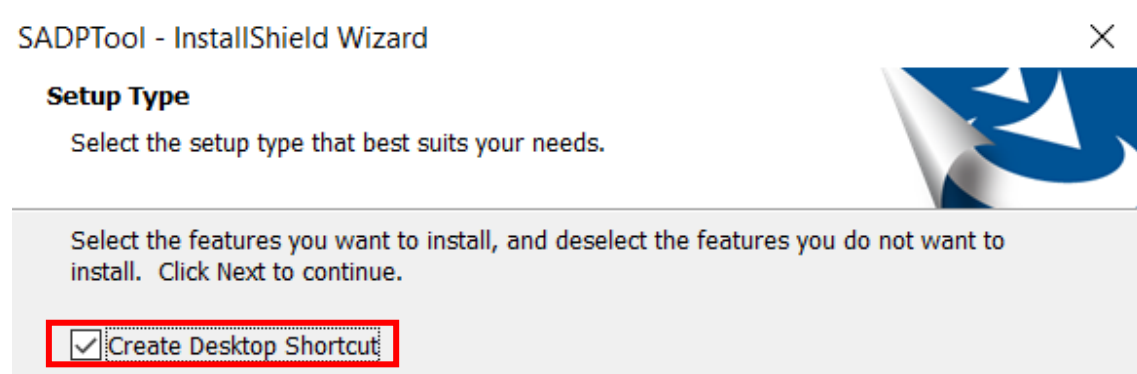 SADPTool - InstallShield Wizard
Setup Type
Select the setup type that best suits your needs.
Select the features you want to install, and deselect the features you do not want to
install.  Click Next to continue.
Create Desktop Shortcut